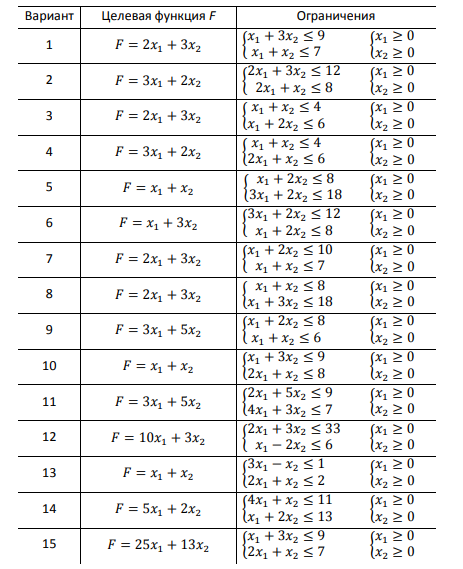 Вариант Целевая функция F Ограничения
1 F = 2x₁ + 3x₂ {x₁ + 3x₂ ≤ 9 {x₁ ≥ 0
x₁ + x₂ ≤ 7 x₂ ≥ 0
2 F = 3x₁ + 2x₂ {2x₁ + 3x₂ ≤ 12 {x₁ ≥ 0
2x₁ + x₂ ≤ 8 x₂ ≥ 0
3 F = 2x₁ + 3x₂ {x₁ + x₂ ≤ 4 {x₁ ≥ 0
x₁ + 2x₂ ≤ 6 x₂ ≥ 0
4 F = 3x₁ + 2x₂ {x₁ + x₂ ≤ 4 {x₁ ≥ 0
2x₁ + x₂ ≤ 6 x₂ ≥ 0
5 F = x₁ + x₂ {x₁ + 2x₂ ≤ 8 {x₁ ≥ 0
3x₁ + 2x₂ ≤ 18 x₂ ≥ 0
6 F = x₁ + 3x₂ {3x₁ + 2x₂ ≤ 12 {x₁ ≥ 0
x₁ + 2x₂ ≤ 8 x₂ ≥ 0
7 F = 2x₁ + 3x₂ {x₁ + 2x₂ ≤ 10 {x₁ ≥ 0
x₁ + x₂ ≤ 7 x₂ ≥ 0
8 F = 2x₁ + 3x₂ {x₁ + x₂ ≤ 8 {x₁ ≥ 0
x₁ + 3x₂ ≤ 18 x₂ ≥ 0
9 F = 3x₁ + 5x₂ {x₁ + 2x₂ ≤ 8 {x₁ ≥ 0
x₁ + x₂ ≤ 6 x₂ ≥ 0
10 F = x₁ + x₂ {x₁ + 3x₂ ≤ 9 {x₁ ≥ 0
2x₁ + x₂ ≤ 8 x₂ ≥ 0
11 F = 3x₁ + 5x₂ {2x₁ + 5x₂ ≤ 9 {x₁ ≥ 0
4x₁ + 3x₂ ≤ 7 x₂ ≥ 0
12 F = 10x₁ + 3x₂ {2x₁ + 3x₂ ≤ 33 {x₁ ≥ 0
x₁ − 2x₂ ≤ 6 x₂ ≥ 0
13 F = x₁ + x₂ {3x₁ − x₂ ≤ 1 {x₁ ≥ 0
2x₁ + x₂ ≤ 2 x₂ ≥ 0
14 F = 5x₁ + 2x₂ {4x₁ + x₂ ≤ 11 {x₁ ≥ 0
x₁ + 2x₂ ≤ 13 x₂ ≥ 0
15 F = 25x₁ + 13x₂ {x₁ + 3x₂ ≤ 9 {x₁ ≥ 0
2x₁ + x₂ ≤ 7 x₂ ≥ 0